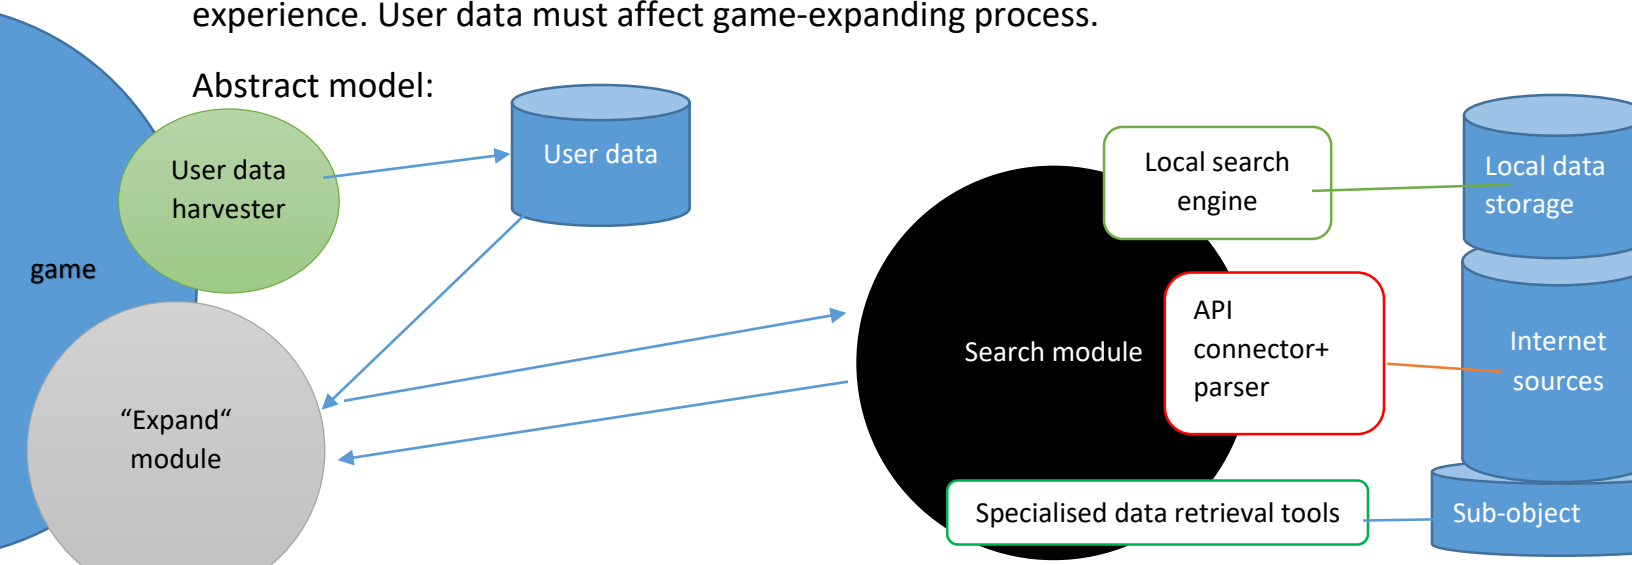 experience. User data must affect game-expanding process.
Abstract model:
User data
harvester
User data
game
“Expand“
module
Search module
Local search
engine
API
connector+
parser
Specialised data retrieval tools
Local data
storage
Internet
sources
Sub-object